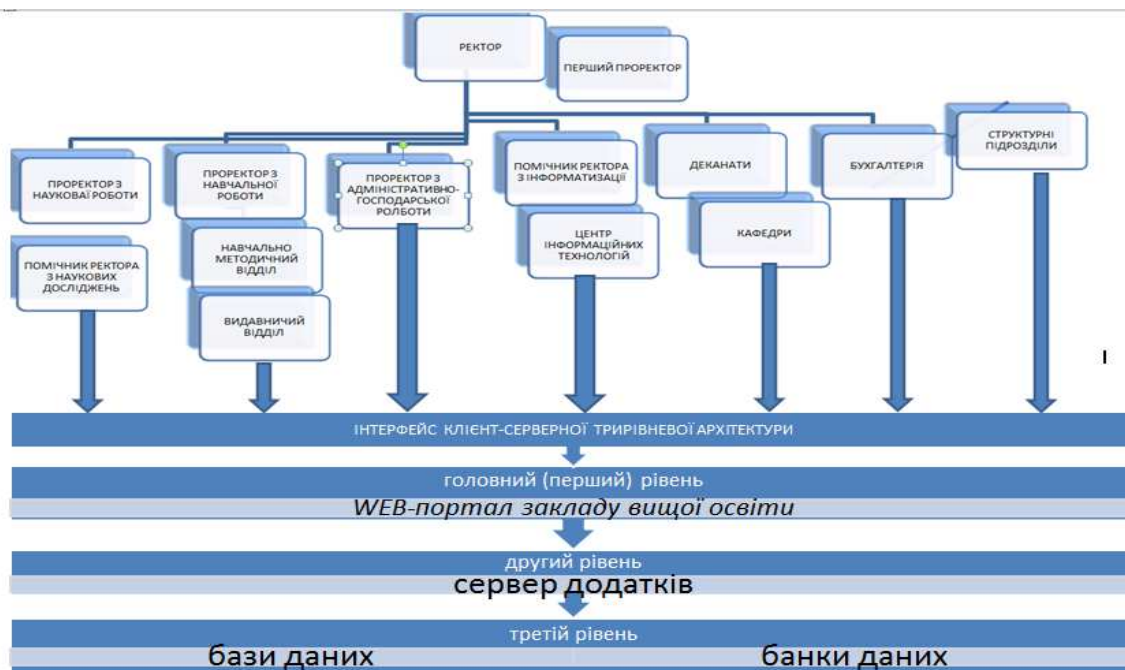 РЕКТОР
ПЕРШИЙ ПРОРЕКТОР
ПРОРЕКТОР З
НАУКОВАЇ РОБОТИ
ПОМІЧНИК РЕКТОРА
З НАУКОВИХ
ДОСЛІДЖЕНЬ
ПРОРЕКТОР З
НАВЧАЛЬНОЇ
РОБОТИ
НАВЧАЛЬНО
МЕТОДИЧНИЙ
ВІДДІЛ
ВИДАВНИЧИЙ
ВІДДІЛ
ПРОРЕКТОР З
АДМІНІСТРАТИВНО-
ГОСПОДАРСЬКОЇ
РОЛБОТИ
ПОМІЧНИК РЕКТОРА
З ІНФОРМАТИЗАЦІЇ
ЦЕНТР
ІНФОРМАЦІЙНИХ
ТЕХНОЛОГІЙ
ДЕКАНАТИ
КАФЕДРИ
БУХГАЛТЕРІЯ
СТРУКТУРНІ
ПІДРОЗДІЛИ
І
ІНТЕРФЕЙС КЛІЄНТ-СЕРВЕРНОЇ ТРИРІВНЕВОЇ АРХІТЕКТУРИ
головний (перший) рівень
WEB-портал закладу вищої освіти
другий рівень
сервер додатків
третій рівень
бази даних
банки даних